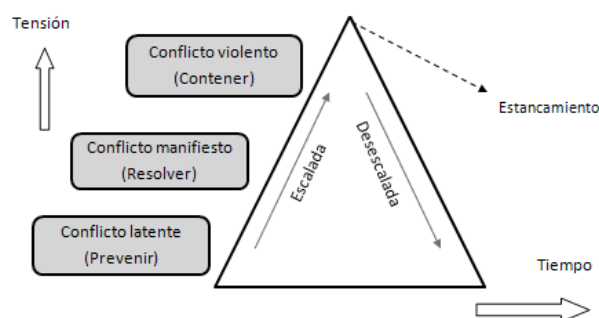 Tensión
Conflicto violento
(Contener)
Estancamiento
Conflicto manifiesto
(Resolver)
Escalada
Desescalada
Conflicto latente
(Prevenir)
Tiempo